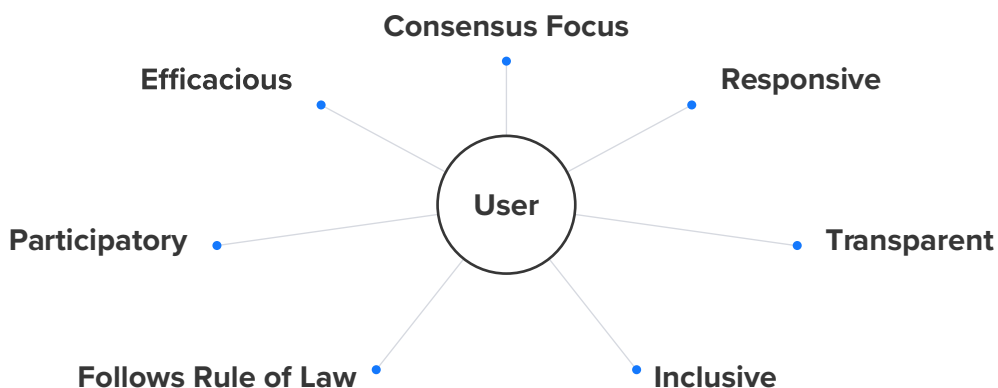 Consensus Focus
Efficacious
Responsive
User
Participatory
Transparent
Follows Rule of Law
Inclusive